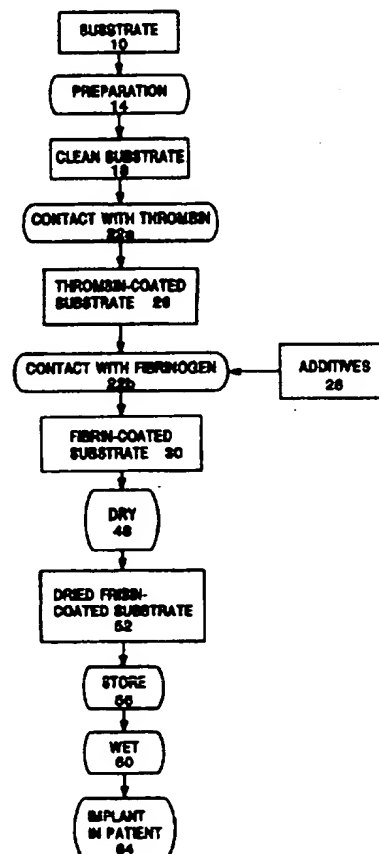 SUBSTRATE
10
PREPARATION
14
CLEAN SUBSTRATE
18
CONTACT WITH THROMBIN
22a
THROMBIN-COATED
SUBSTRATE 26
CONTACT WITH FIBRINOGEN
22b
ADDITIVES
28
FIBRIN-COATED
SUBSTRATE 30
DRY
48
DRIED FRISIN-
COATED SUBSTRATE
52
STORE
56
WET
60
IMPLANT
IN PATIENT
64